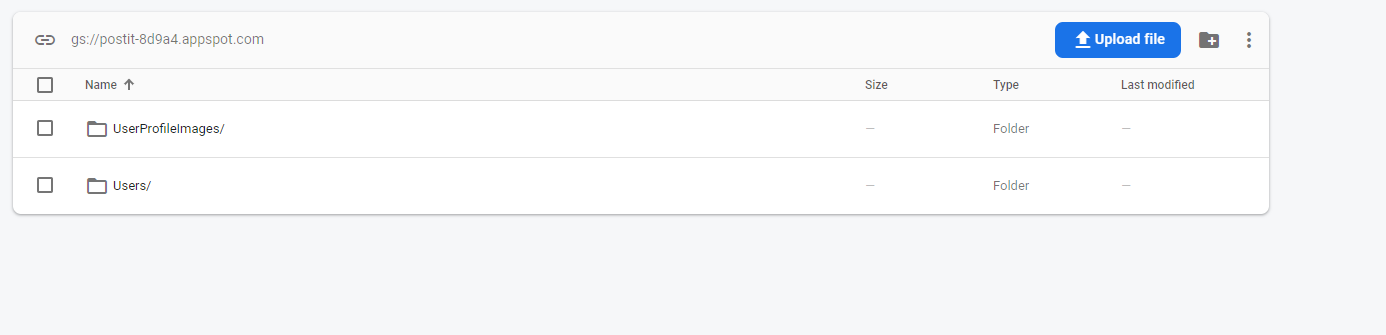 gs://postit-8d9a4.appspot.com Upload file
Name Size Type Last modified
UserProfileImages/ — Folder —
Users/ — Folder —